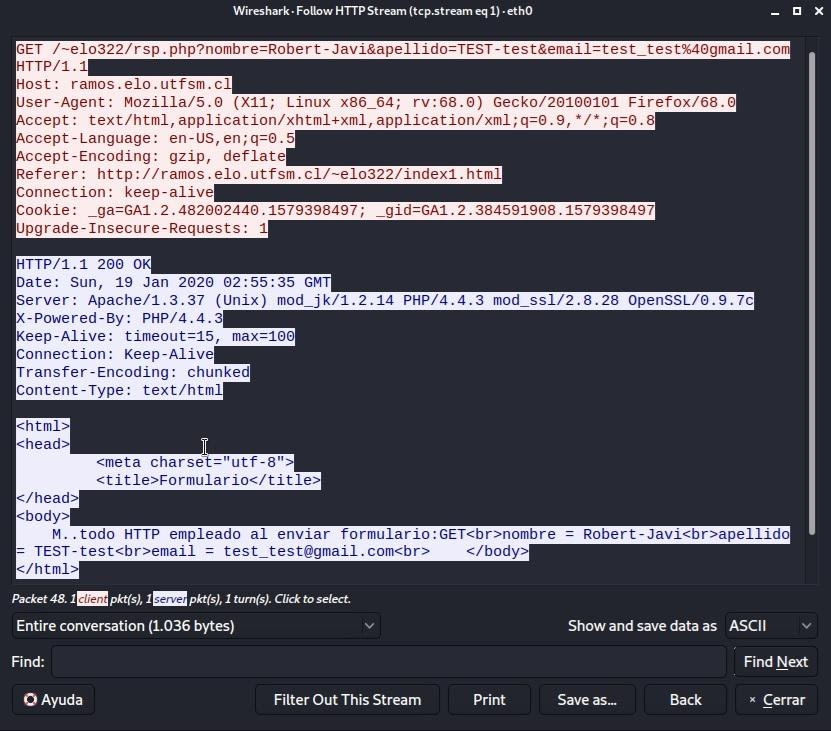 Wireshark · Follow HTTP Stream (tcp.stream eq 1) · eth0
GET /~elo322/rsp.php?nombre=Robert-Javi&apellido=TEST-test&email=test_test%40gmail.com
HTTP/1.1
Host: ramos.elo.utfsm.cl
User-Agent: Mozilla/5.0 (X11; Linux x86_64; rv:68.0) Gecko/20100101 Firefox/68.0
Accept: text/html,application/xhtml+xml,application/xml;q=0.9,*/*;q=0.8
Accept-Language: en-US,en;q=0.5
Accept-Encoding: gzip, deflate
Referer: http://ramos.elo.utfsm.cl/~elo322/index1.html
Connection: keep-alive
Cookie: _ga=GA1.2.482002440.1579398497; _gid=GA1.2.384591908.1579398497
Upgrade-Insecure-Requests: 1
HTTP/1.1 200 OK
Date: Sun, 19 Jan 2020 02:55:35 GMT
Server: Apache/1.3.37 (Unix) mod_jk/1.2.14 PHP/4.4.3 mod_ssl/2.8.28 OpenSSL/0.9.7c
X-Powered-By: PHP/4.4.3
Keep-Alive: timeout=15, max=100
Connection: Keep-Alive
Transfer-Encoding: chunked
Content-Type: text/html
<html>
<head>
<meta charset="utf-8">
<title>Formulario</title>
</head>
<body>
M..todo HTTP empleado al enviar formulario:GET<br>nombre = Robert-Javi<br>apellido
= TEST-test<br>email = test_test@gmail.com<br>    </body>
</html>
Packet 48. 1 client pkt(s), 1 server pkt(s), 1 turn(s). Click to select.
Entire conversation (1.036 bytes)
Show and save data as ASCII
Find:
Find Next
Ayuda
Filter Out This Stream
Print
Save as...
Back
Cerrar